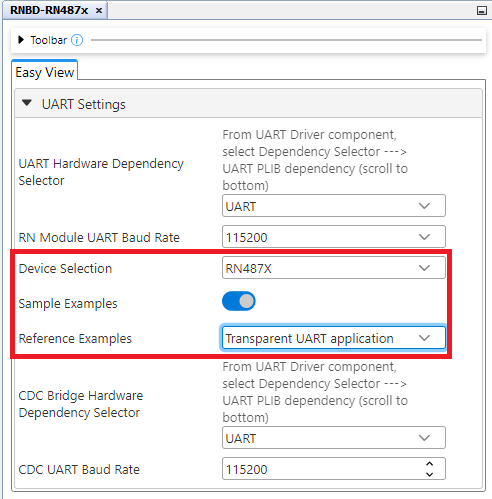 RNBD-RN487x ×
Toolbar
Easy View
UART Settings
UART Hardware Dependency
Selector
From UART Driver component,
select Dependency Selector --->
UART PLIB dependency (scroll to
bottom)
UART
RN Module UART Baud Rate
115200
Device Selection
RN487X
Sample Examples
Reference Examples
Transparent UART application
CDC Bridge Hardware
Dependency Selector
From UART Driver component,
select Dependency Selector --->
UART PLIB dependency (scroll to
bottom)
UART
CDC UART Baud Rate
115200